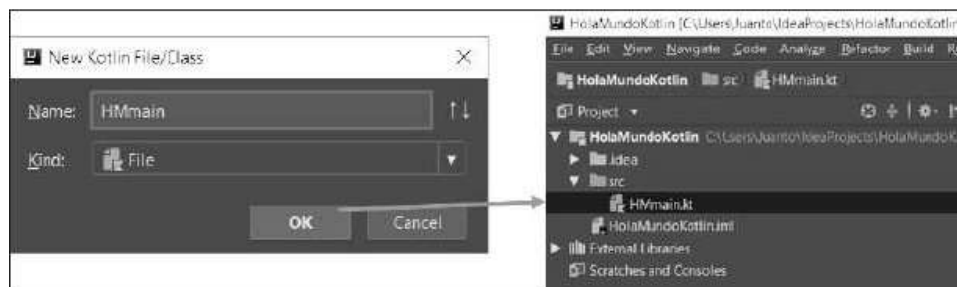 New Kotlin File/Class
Name: HMmain
Kind: File
OK Cancel
HolaMundoKotlin [C:\Users\Juanto\IdeaProjects\HolaMundoKotlin
File Edit View Navigate Code Analyze Refactor Build R
HolaMundoKotlin src HMmain.kt
Project
HolaMundoKotlin C:\Users\Juanto\IdeaProjects\HolaMundoK
.idea
src
HMmain.kt
HolaMundoKotlin.iml
External Libraries
Scratches and Consoles